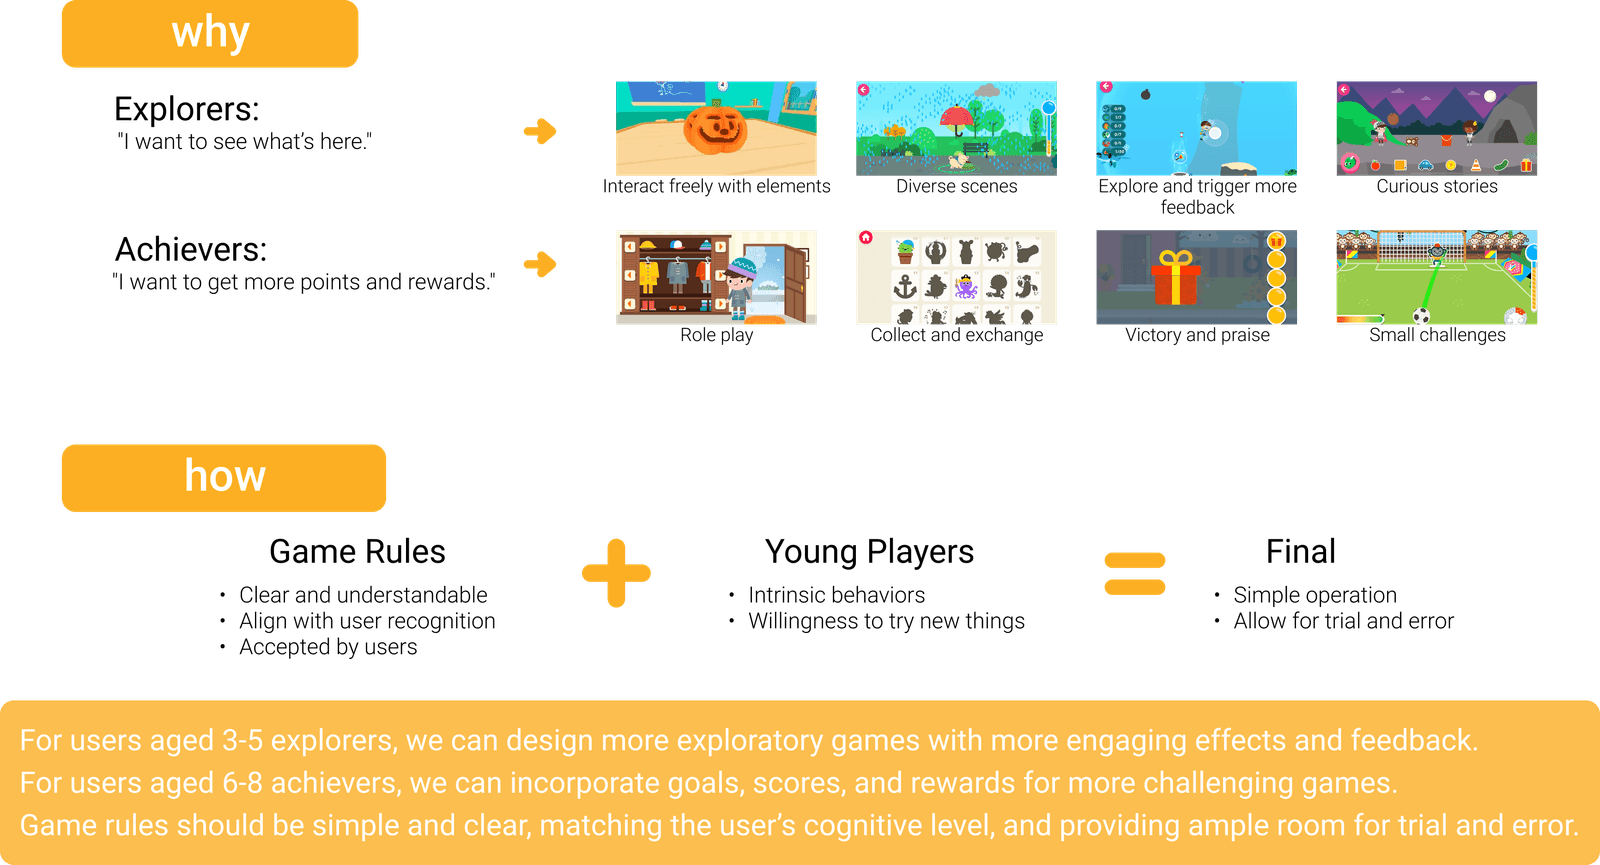 why
Explorers:
"I want to see what’s here."
Interact freely with elements
Diverse scenes
Explore and trigger more
feedback
Curious stories
Achievers:
"I want to get more points and rewards."
Role play
Collect and exchange
Victory and praise
Small challenges
how
Game Rules
• Clear and understandable
• Align with user recognition
• Accepted by users
Young Players
• Intrinsic behaviors
• Willingness to try new things
Final
• Simple operation
• Allow for trial and error
For users aged 3-5 explorers, we can design more exploratory games with more engaging effects and feedback.
For users aged 6-8 achievers, we can incorporate goals, scores, and rewards for more challenging games.
Game rules should be simple and clear, matching the user’s cognitive level, and providing ample room for trial and error.